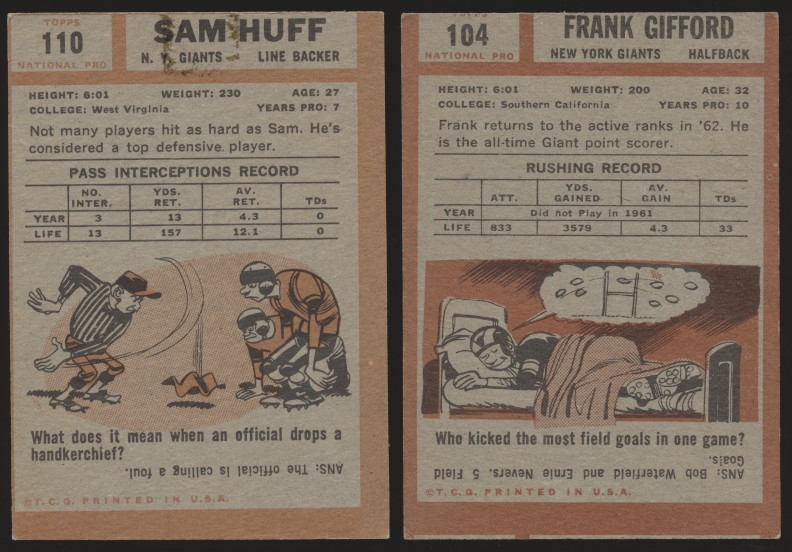 TOPPS
110
NATIONAL PRO
SAM HUFF
N. Y. GIANTS LINE BACKER
HEIGHT: 6:01 WEIGHT: 230 AGE: 27
COLLEGE: West Virginia YEARS PRO: 7
Not many players hit as hard as Sam. He's
considered a top defensive player.
PASS INTERCEPTIONS RECORD
NO. INTER. YDS. RET. AV. RET. TDs
YEAR 3 13 4.3 0
LIFE 13 157 12.1 0
What does it mean when an official drops a
handkerchief?
ANS: The official is calling a foul.
©T.C.G. PRINTED IN U.S.A.
TOPPS
104
NATIONAL PRO
FRANK GIFFORD
NEW YORK GIANTS HALFBACK
HEIGHT: 6:01 WEIGHT: 200 AGE: 32
COLLEGE: Southern California YEARS PRO: 10
Frank returns to the active ranks in '62. He
is the all-time Giant point scorer.
RUSHING RECORD
ATT. YDS. GAINED AV. GAIN TDs
YEAR Did not Play in 1961
LIFE 833 3579 4.3 33
Who kicked the most field goals in one game?
ANS: Bob Waterfield and Ernie Nevers. 5 Field
Goals.
©T.C.G. PRINTED IN U.S.A.